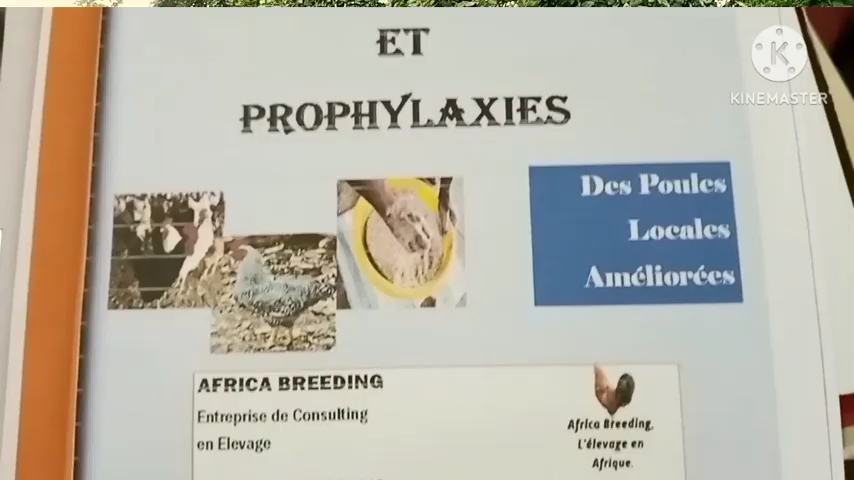 ET
PROPHYLAXIES
KINEMASTER
Des Poules
Locales
Améliorées
AFRICA BREEDING
Entreprise de Consulting
en Elevage
Africa Breeding,
L'élevage en
Afrique.